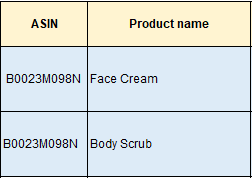 ASIN Product name
B0023M098N Face Cream
B0023M098N Body Scrub